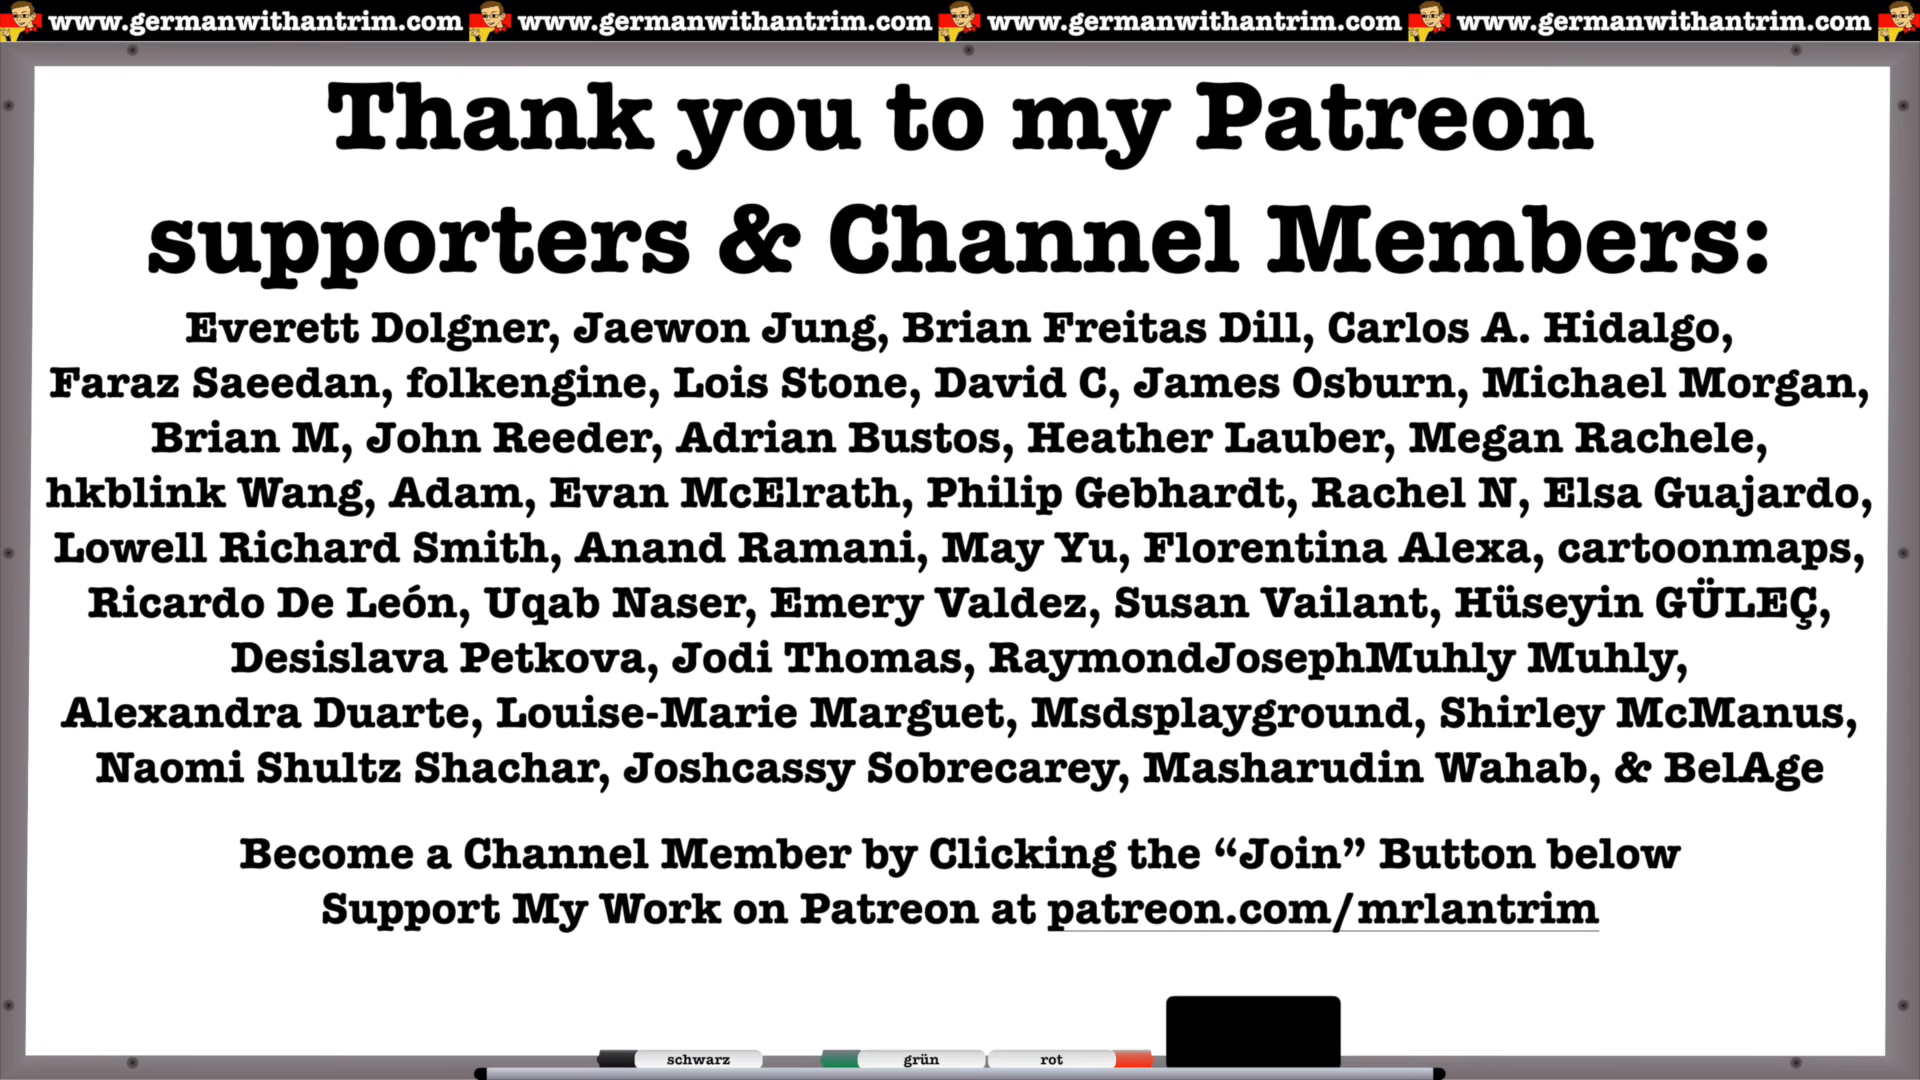 www.germanwithantrim.com www.germanwithantrim.com www.germanwithantrim.com www.germanwithantrim.com
Thank you to my Patreon
supporters & Channel Members:
Everett Dolgner, Jaewon Jung, Brian Freitas Dill, Carlos A. Hidalgo,
Faraz Saeedan, folkengine, Lois Stone, David C, James Osburn, Michael Morgan,
Brian M, John Reeder, Adrian Bustos, Heather Lauber, Megan Rachele,
hkblink Wang, Adam, Evan McElrath, Philip Gebhardt, Rachel N, Elsa Guajardo,
Lowell Richard Smith, Anand Ramani, May Yu, Florentina Alexa, cartoonmaps,
Ricardo De León, Uqab Naser, Emery Valdez, Susan Vailant, Hüseyin GÜLEÇ,
Desislava Petkova, Jodi Thomas, RaymondJosephMuhly Muhly,
Alexandra Duarte, Louise-Marie Marguet, Msdsplayground, Shirley McManus,
Naomi Shultz Shachar, Joshcassy Sobrecarey, Masharudin Wahab, & BelAge
Become a Channel Member by Clicking the “Join” Button below
Support My Work on Patreon at patreon.com/mrlantrim
schwarz grün rot